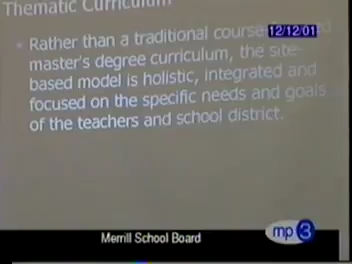 Thematic Curriculum
12/12/01
Rather than a traditional course
master's degree curriculum, the site-
based model is holistic, integrated and
focused on the specific needs and goals
of the teachers and school district.
Merrill School Board
mp3